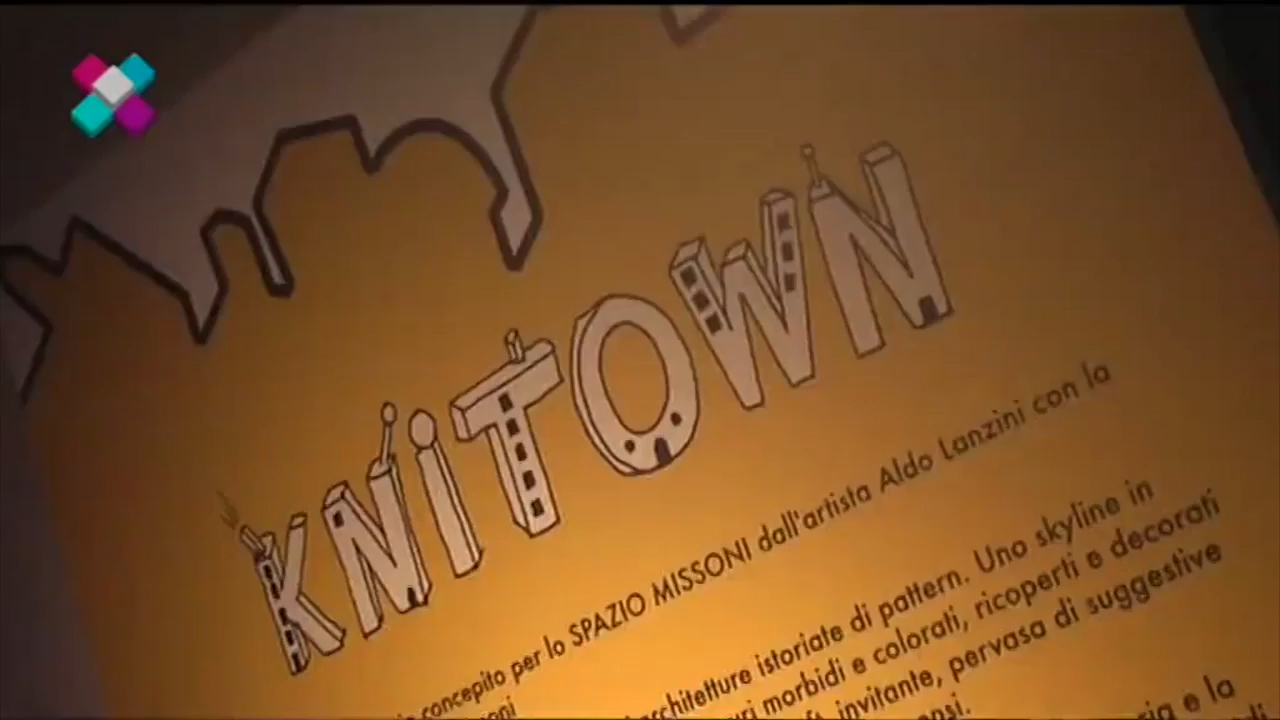 KNITOWN
concepito per lo SPAZIO MISSONI dall'artista Aldo Lanzini con la
architetture istoriate di pattern. Uno skyline in
morbidi e colorati, ricoperti e decorati
invitante, pervasa di suggestive
e la